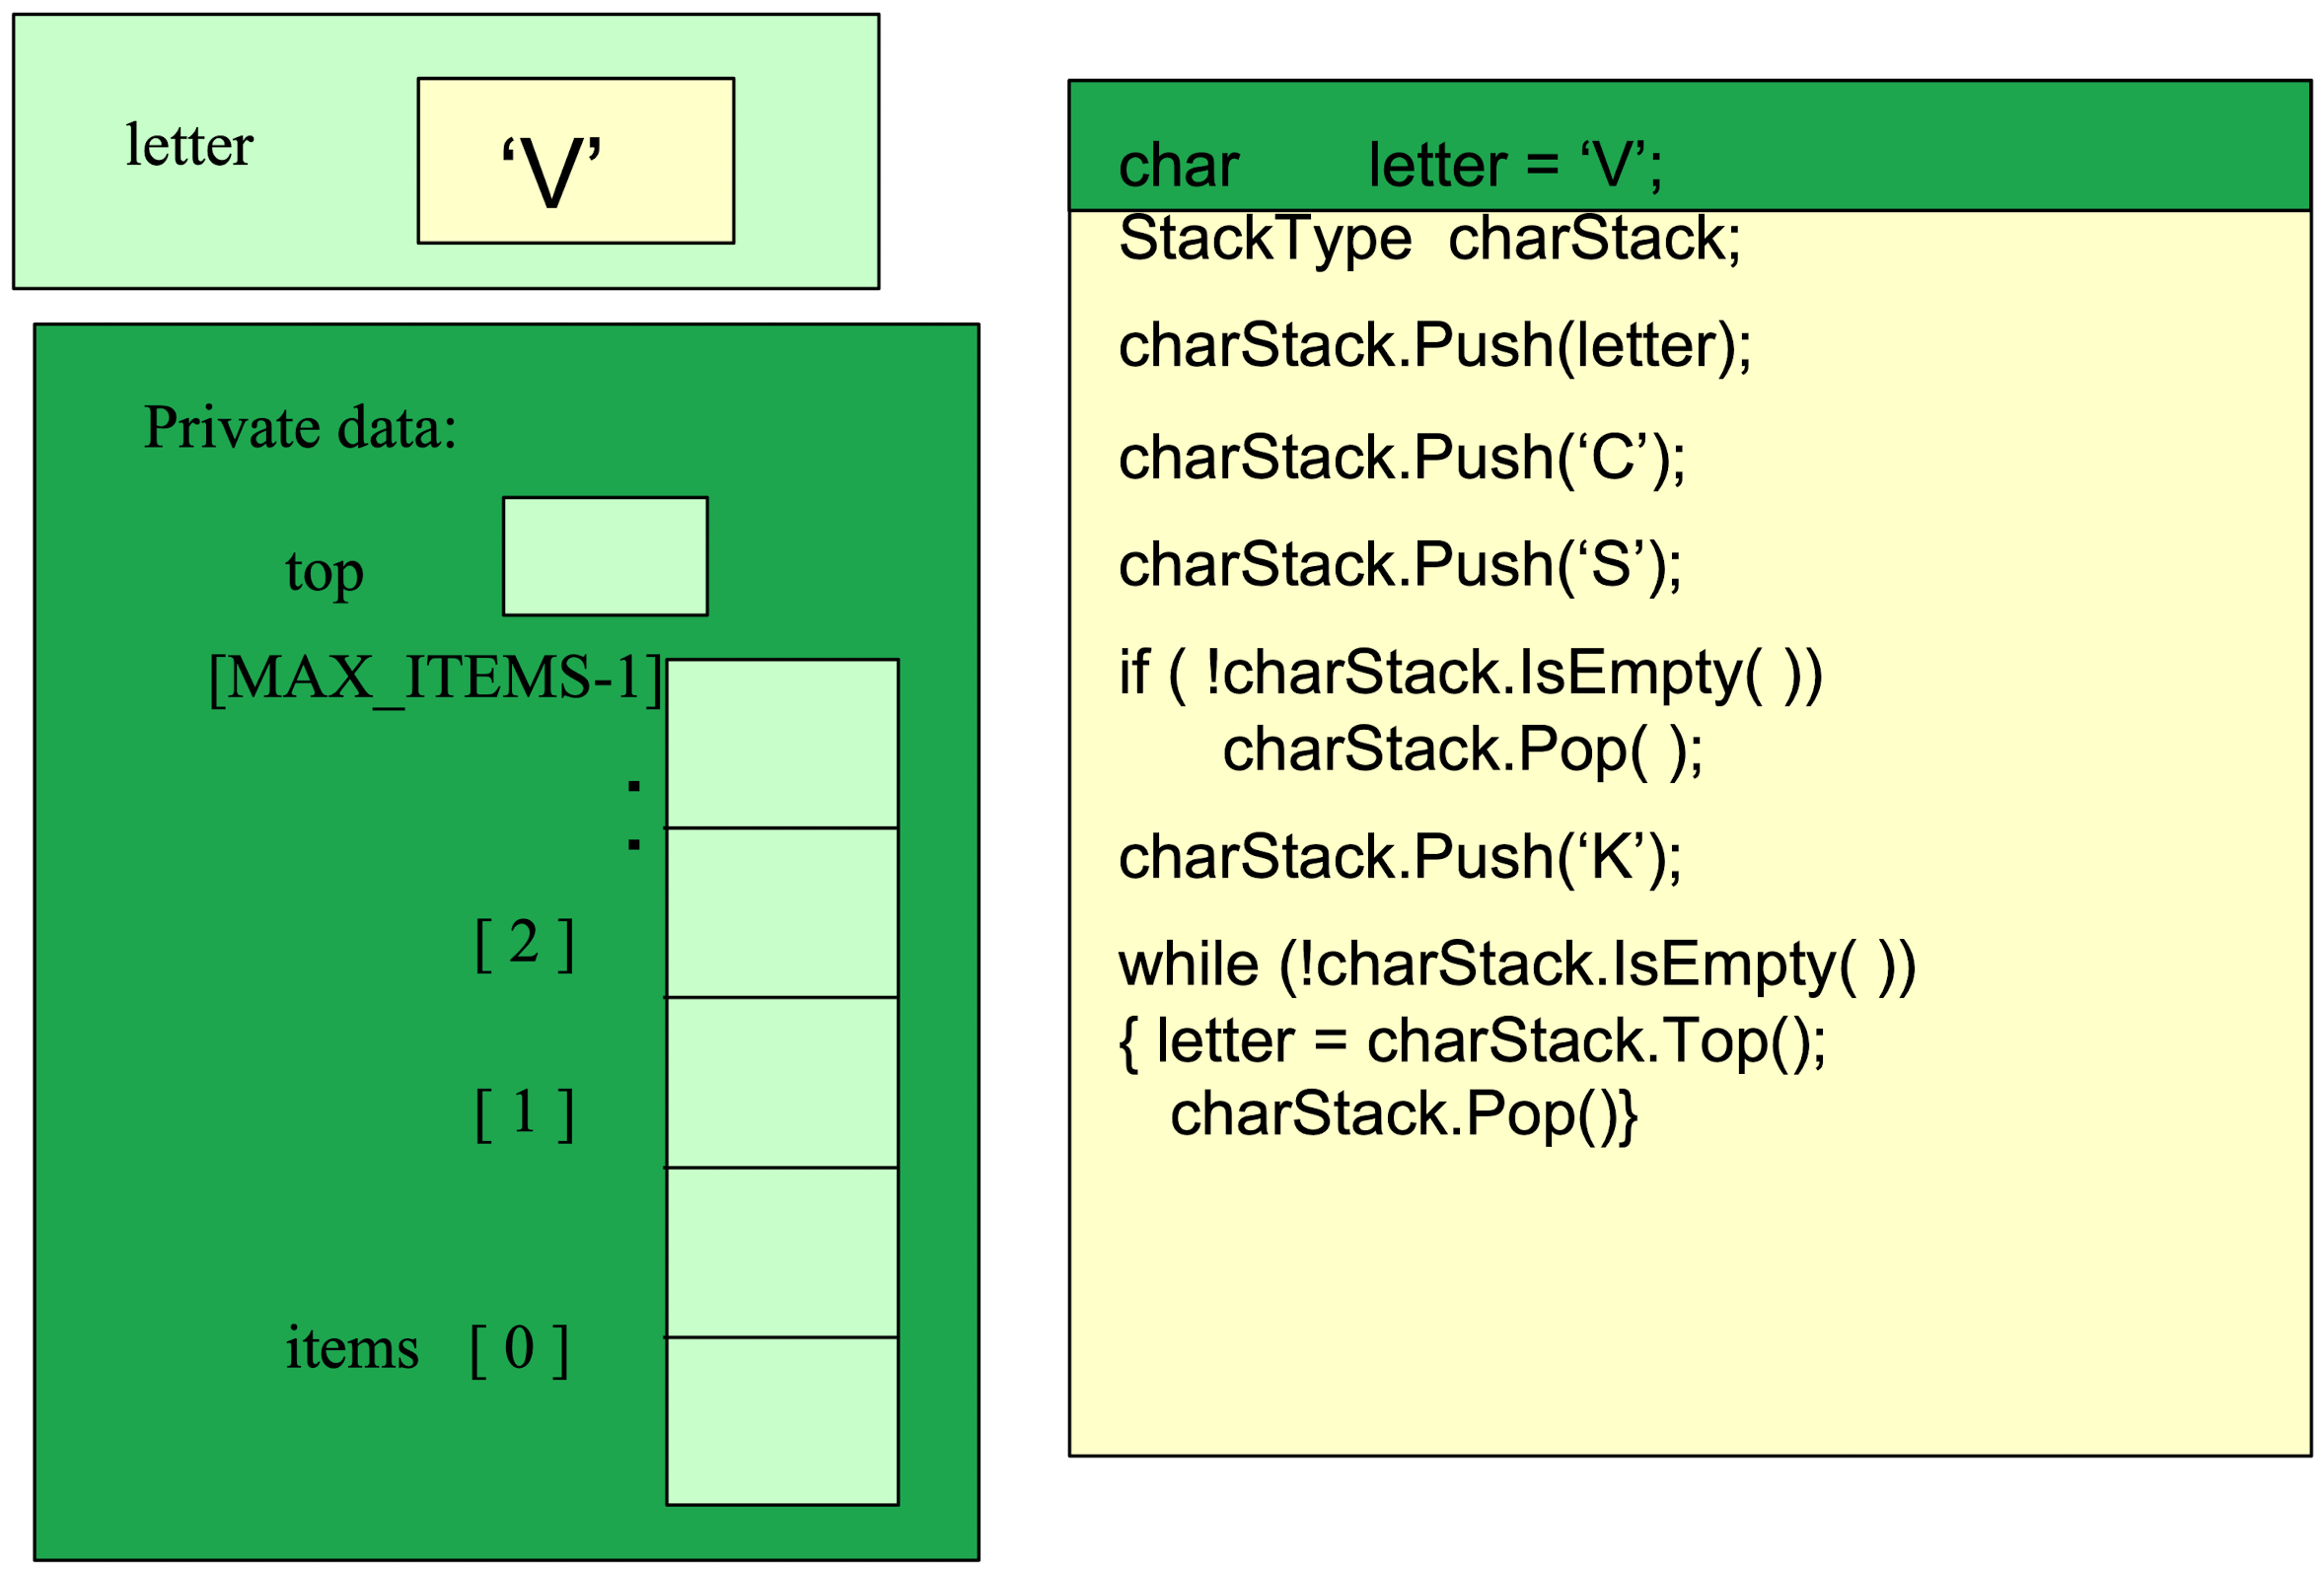 letter ‘V’
Private data:
top
[MAX_ITEMS-1]
.
.
[ 2 ]
[ 1 ]
items [ 0 ]
char letter = ‘V’;
StackType charStack;
charStack.Push(letter);
charStack.Push(‘C’);
charStack.Push(‘S’);
if ( !charStack.IsEmpty( ))
charStack.Pop( );
charStack.Push(‘K’);
while (!charStack.IsEmpty( ))
{ letter = charStack.Top();
charStack.Pop()}